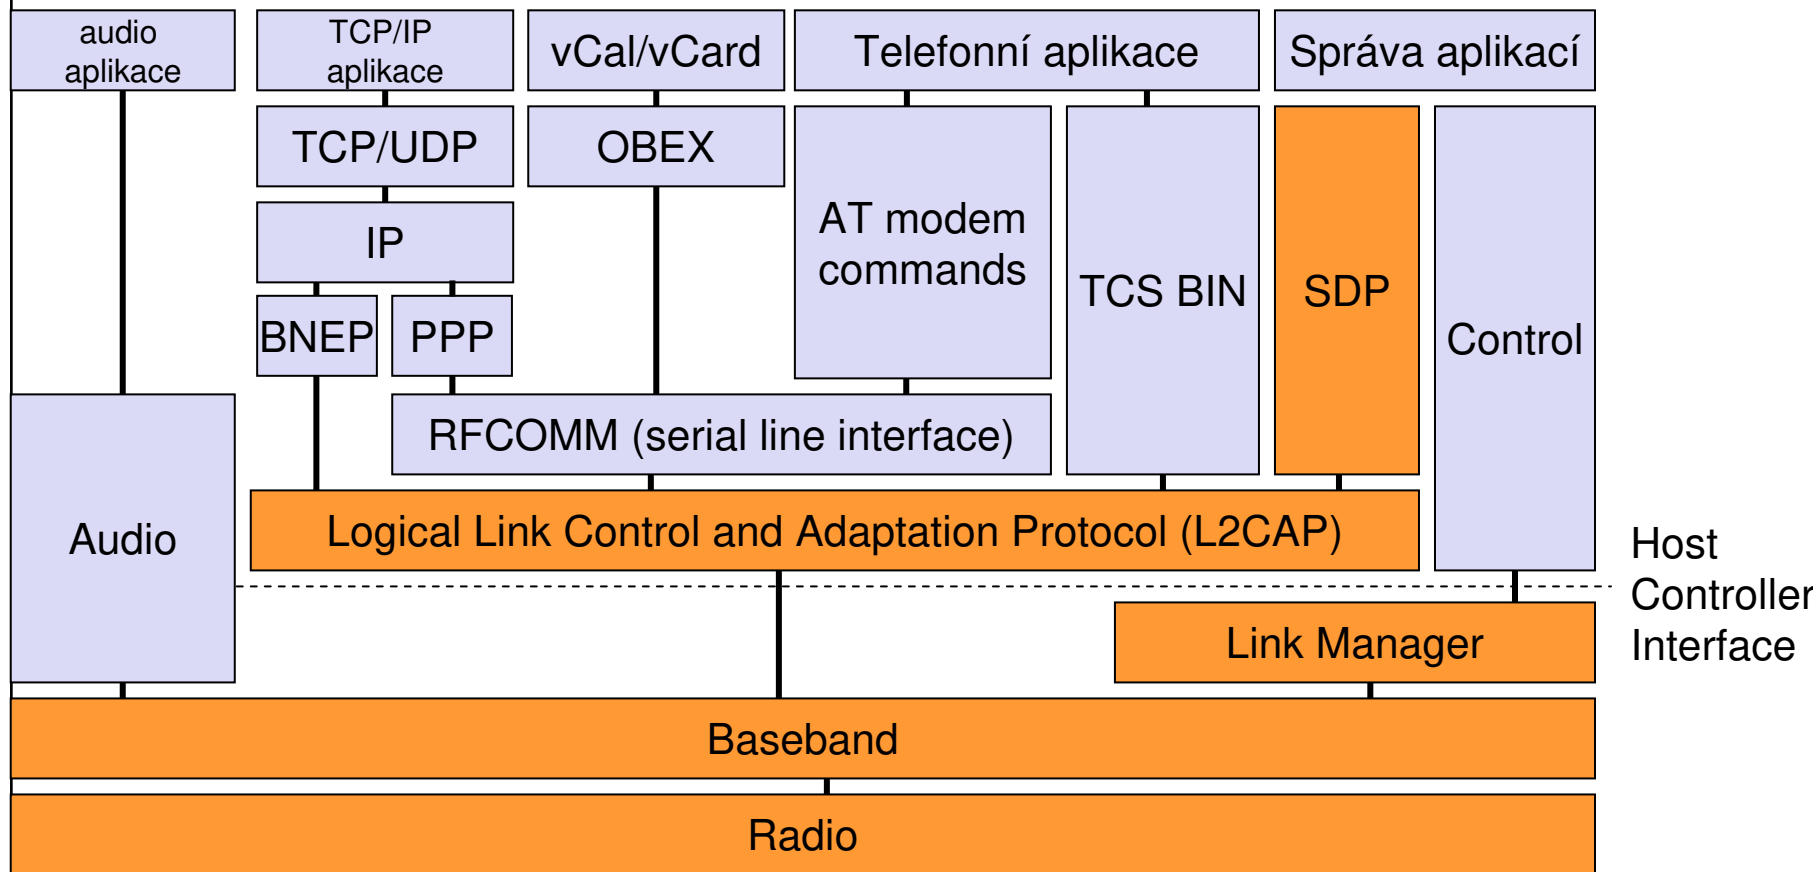 audio
aplikace
TCP/IP
aplikace
vCal/vCard
Telefonní aplikace
Správa aplikací
TCP/UDP
OBEX
AT modem
commands
TCS BIN
SDP
Control
IP
BNEP
PPP
RFCOMM (serial line interface)
Audio
Logical Link Control and Adaptation Protocol (L2CAP)
Host
Controller
Interface
Link Manager
Baseband
Radio